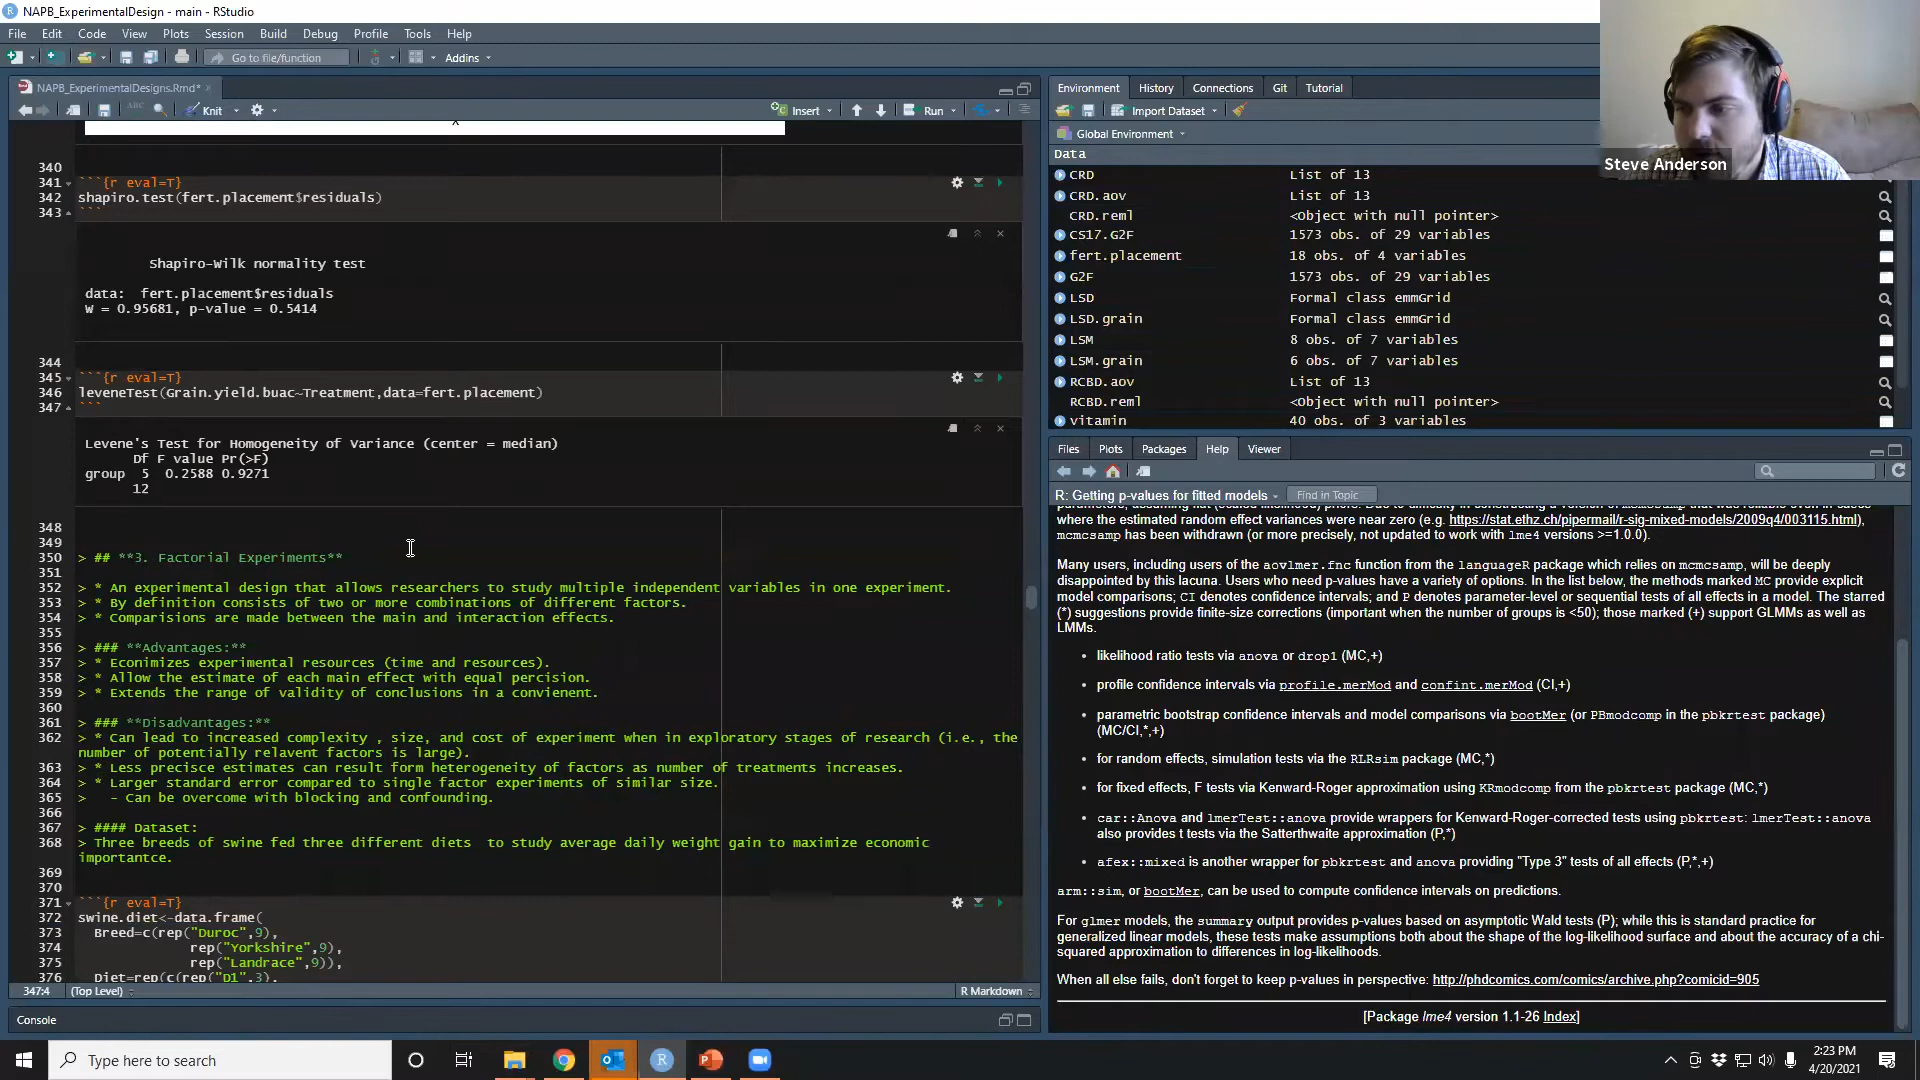 NAPB_ExperimentalDesign - main - RStudio
File Edit Code View Plots Session Build Debug Profile Tools Help
Go to file/function Addins
NAPB_ExperimentalDesigns.Rmd*
Knit Insert Run
340
341 ```{r eval=T}
342 shapiro.test(fert.placement$residuals)
343 ```
Shapiro-Wilk normality test
data: fert.placement$residuals
W = 0.95681, p-value = 0.5414
344
345 ```{r eval=T}
346 leveneTest(Grain.yield.buac~Treatment,data=fert.placement)
347 ```
Levene's Test for Homogeneity of Variance (center = median)
Df F value Pr(>F)
group 5 0.2588 0.9271
12
348
349
350 > ## **3. Factorial Experiments**
351
352 > * An experimental design that allows researchers to study multiple independent variables in one experiment.
353 > * By definition consists of two or more combinations of different factors.
354 > * Comparisions are made between the main and interaction effects.
355
356 > ### **Advantages:**
357 > * Econimizes experimental resources (time and resources).
358 > * Allow the estimate of each main effect with equal percision.
359 > * Extends the range of validity of conclusions in a convienent.
360
361 > ### **Disadvantages:**
362 > * Can lead to increased complexity , size, and cost of experiment when in exploratory stages of research (i.e., the
number of potentially relavent factors is large).
363 > * Less precisce estimates can result form heterogeneity of factors as number of treatments increases.
364 > * Larger standard error compared to single factor experiments of similar size.
365 > - Can be overcome with blocking and confounding.
366
367 > #### Dataset:
368 > Three breeds of swine fed three different diets to study average daily weight gain to maximize economic
importantce.
369
370
371 ```{r eval=T}
372 swine.diet<-data.frame(
373 Breed=c(rep("Duroc",9),
374 rep("Yorkshire",9),
375 rep("Landrace",9)),
376 Diet=rep(c(rep("D1",3),
347:4 (Top Level) R Markdown
Console
Environment History Connections Git Tutorial
Import Dataset
Global Environment
Data
CRD List of 13
CRD.aov List of 13
CRD.reml <Object with null pointer>
CS17.G2F 1573 obs. of 29 variables
fert.placement 18 obs. of 4 variables
G2F 1573 obs. of 29 variables
LSD Formal class emmGrid
LSD.grain Formal class emmGrid
LSM 8 obs. of 7 variables
LSM.grain 6 obs. of 7 variables
RCBD.aov List of 13
RCBD.reml <Object with null pointer>
vitamin 40 obs. of 3 variables
Steve Anderson
Files Plots Packages Help Viewer
R: Getting p-values for fitted models Find in Topic
where the estimated random effect variances were near zero (e.g. https://stat.ethz.ch/pipermail/r-sig-mixed-models/2009q4/003115.html),
mcmcsamp has been withdrawn (or more precisely, not updated to work with lme4 versions >=1.0.0).
Many users, including users of the aovlmer.fnc function from the languageR package which relies on mcmcsamp, will be deeply
disappointed by this lacuna. Users who need p-values have a variety of options. In the list below, the methods marked MC provide explicit
model comparisons; CI denotes confidence intervals; and P denotes parameter-level or sequential tests of all effects in a model. The starred
(*) suggestions provide finite-size corrections (important when the number of groups is <50); those marked (+) support GLMMs as well as
LMMs.
• likelihood ratio tests via anova or drop1 (MC,+)
• profile confidence intervals via profile.merMod and confint.merMod (CI,+)
• parametric bootstrap confidence intervals and model comparisons via bootMer (or PBmodcomp in the pbkrtest package)
(MC/CI,*,+)
• for random effects, simulation tests via the RLRsim package (MC,*)
• for fixed effects, F tests via Kenward-Roger approximation using KRmodcomp from the pbkrtest package (MC,*)
• car::Anova and lmerTest::anova provide wrappers for Kenward-Roger-corrected tests using pbkrtest: lmerTest::anova
also provides t tests via the Satterthwaite approximation (P,*)
• afex::mixed is another wrapper for pbkrtest and anova providing "Type 3" tests of all effects (P,*,+)
arm::sim, or bootMer, can be used to compute confidence intervals on predictions.
For glmer models, the summary output provides p-values based on asymptotic Wald tests (P); while this is standard practice for
generalized linear models, these tests make assumptions both about the shape of the log-likelihood surface and about the accuracy of a chi-
squared approximation to differences in log-likelihoods.
When all else fails, don't forget to keep p-values in perspective: http://phdcomics.com/comics/archive.php?comicid=905
[Package lme4 version 1.1-26 Index]
Type here to search
2:23 PM
4/20/2021